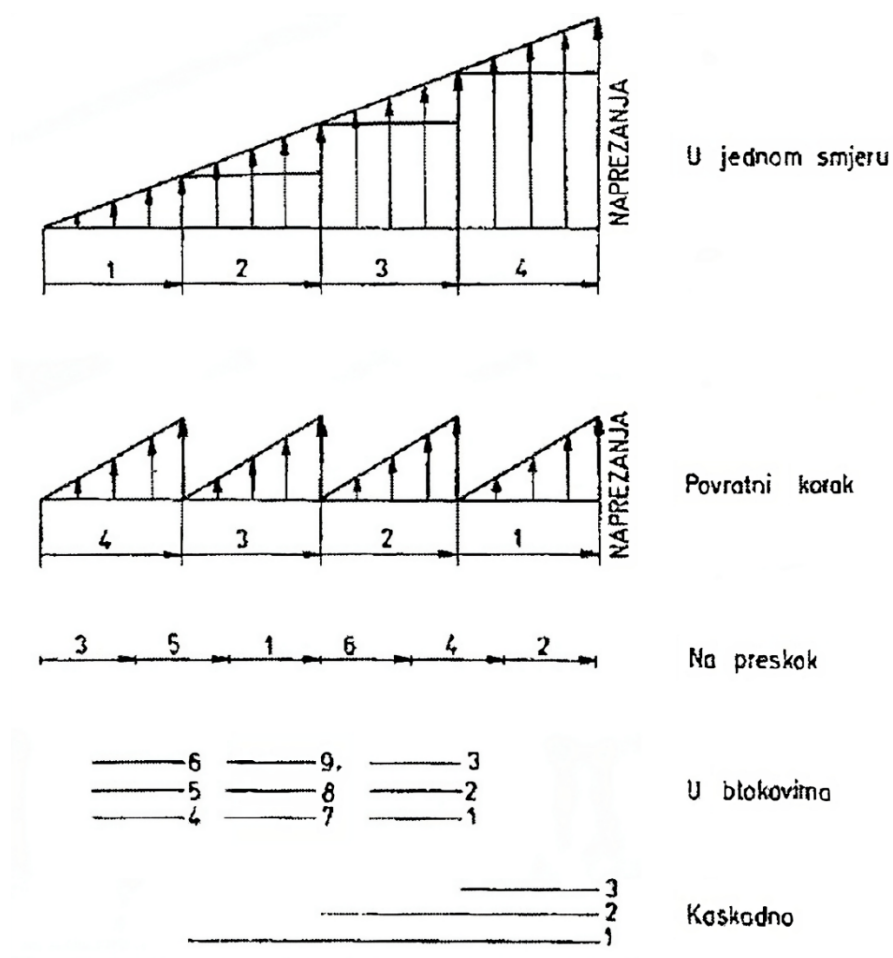 NAPREZANJA
U jednom smjeru
1 2 3 4
NAPREZANJA
Povratni korak
4 3 2 1
3 5 1 6 4 2
Na preskok
6 9. 3
5 8 2
U blokovima
4 7 1
3
2
Kaskadno
1